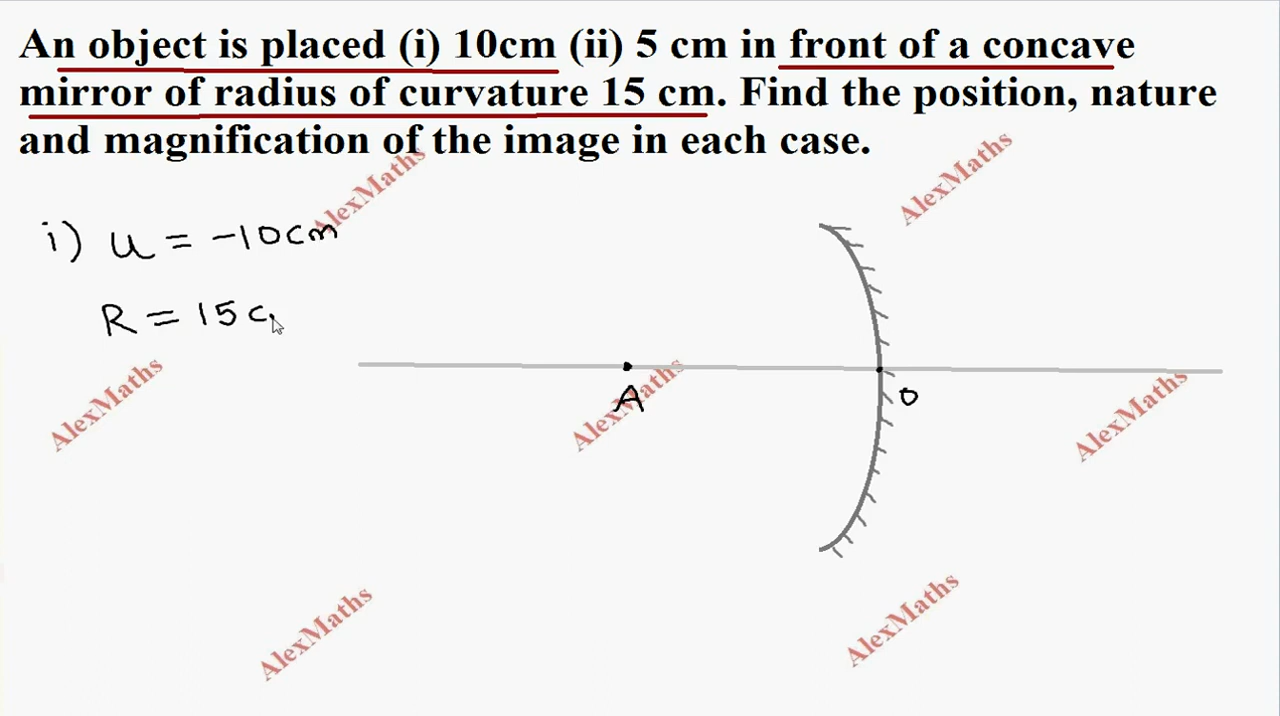 An object is placed (i) 10cm (ii) 5 cm in front of a concave
mirror of radius of curvature 15 cm. Find the position, nature
and magnification of the image in each case.
AlexMaths
AlexMaths
i) u = -10cm
R = 15c
A
O
AlexMaths
AlexMaths
AlexMaths
AlexMaths
AlexMaths